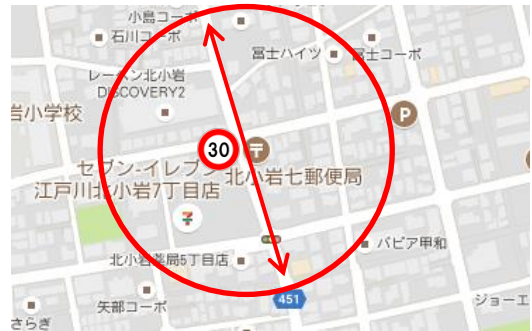 小島コーポ
石川コーポ
冨士ハイツ
冨士コーポ
レーベン北小岩
DISCOVERY2
岩小学校
P
30
セブン-イレブン
江戸川北小岩7丁目店
北小岩七郵便局
北小岩薬局5丁目店
パピア甲和
451
矢部コーポ
ジョーエ
さらぎ